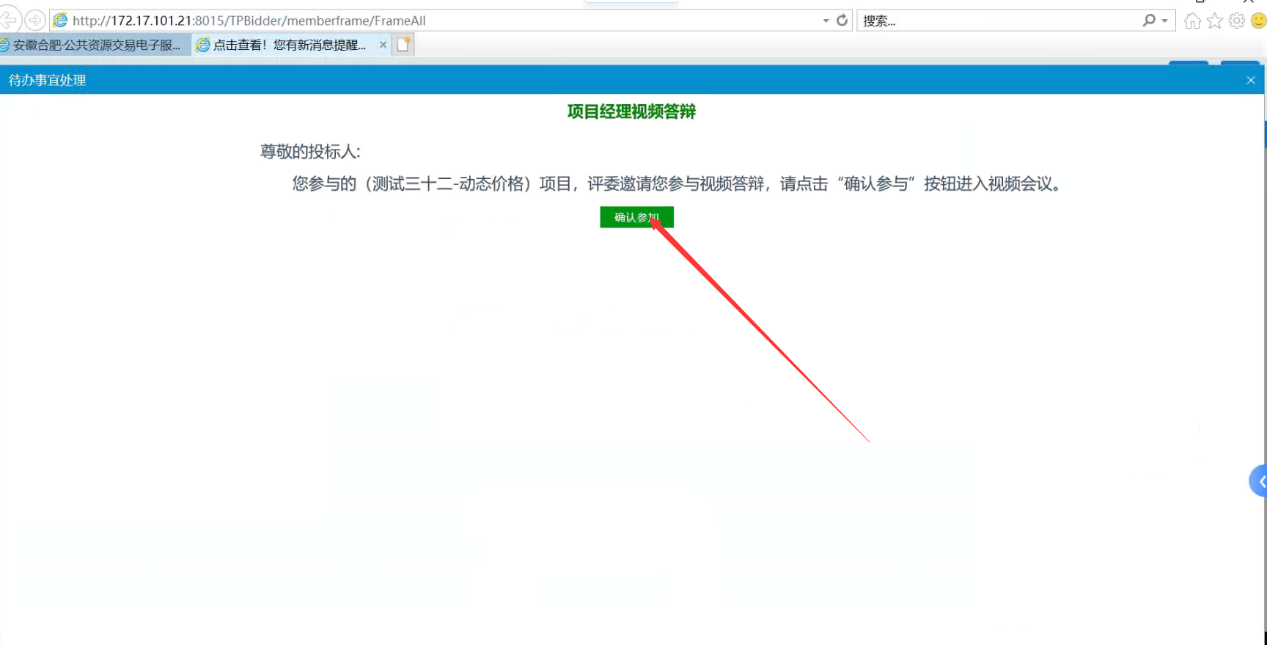 http://172.17.101.21:8015/TPBidder/memberframe/FrameAll
搜索...
安徽合肥·公共资源交易电子服...
点击查看！您有新消息提醒...
待办事宜处理
项目经理视频答辩
尊敬的投标人:
您参与的（测试三十二-动态价格）项目，评委邀请您参与视频答辩，请点击“确认参与”按钮进入视频会议。
确认参加